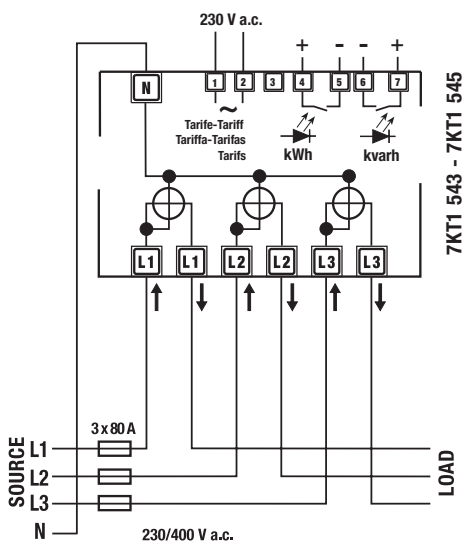 230 V a.c.
+ - - +
N 1 2 3 4 5 6 7
~
Tarife-Tariff
Tariffa-Tarifas
Tarifs
kWh kvarh
7KT1 543 - 7KT1 545
L1 L1 L2 L2 L3 L3
3 x 80 A
SOURCE
L1
L2
L3
N
LOAD
230/400 V a.c.